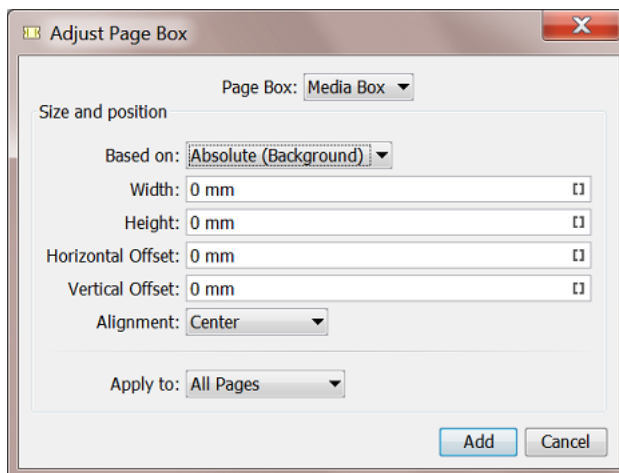 Adjust Page Box
Page Box: Media Box
Size and position
Based on: Absolute (Background)
Width: 0 mm
Height: 0 mm
Horizontal Offset: 0 mm
Vertical Offset: 0 mm
Alignment: Center
Apply to: All Pages
Add Cancel